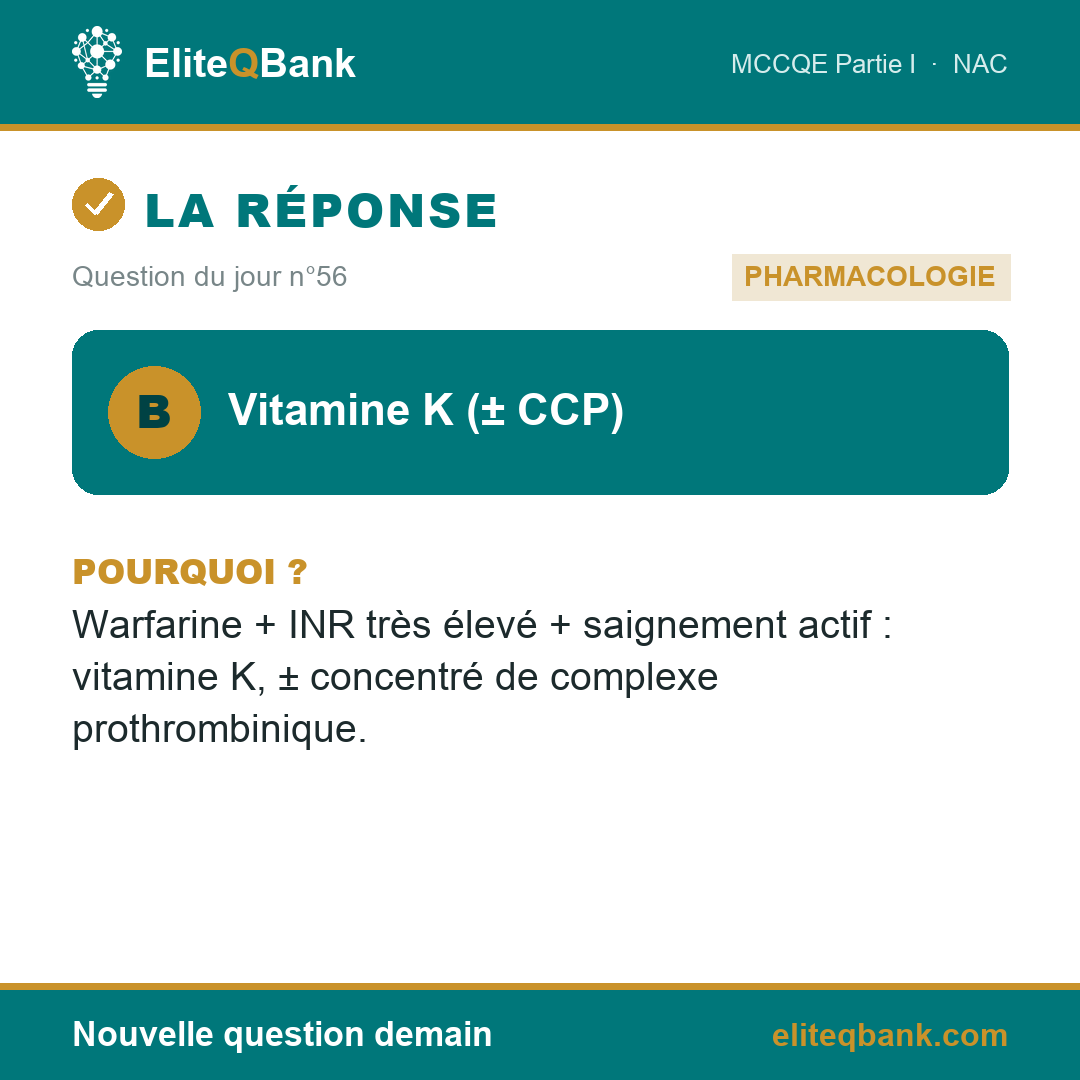 EliteQBank
MCCQE Partie I · NAC
LA RÉPONSE
Question du jour n°56
PHARMACOLOGIE
B
Vitamine K (± CCP)
POURQUOI ?
Warfarine + INR très élevé + saignement actif :
vitamine K, ± concentré de complexe
prothrombinique.
Nouvelle question demain
eliteqbank.com